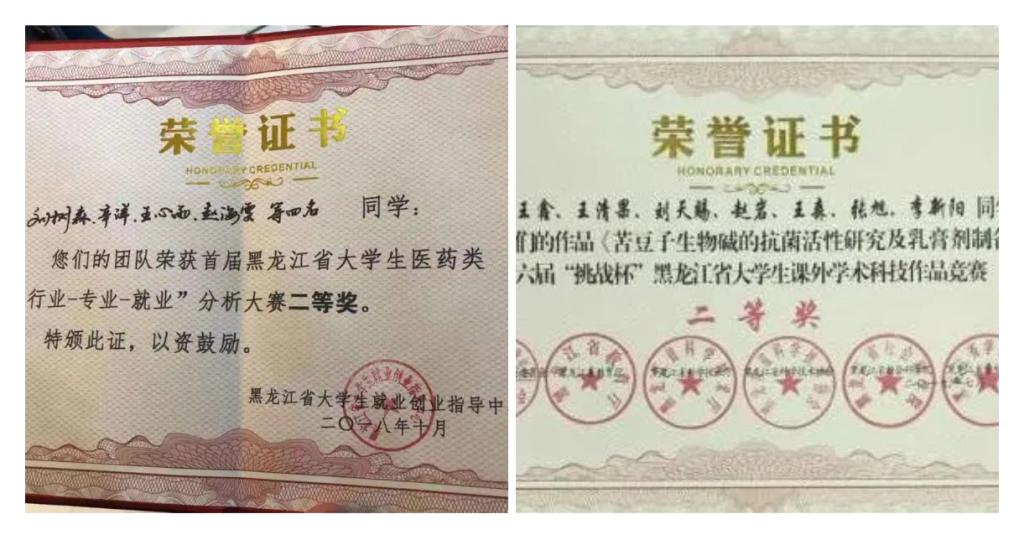 荣誉证书
HONORARY CREDENTIAL
刘树森、辛洋、王心雨、赵海雲 等四名 同学：
您们的团队荣获首届黑龙江省大学生医药类
行业-专业-就业”分析大赛二等奖。
特颁此证，以资鼓励。
黑龙江省大学生就业创业指导中
二〇一八年十月
荣誉证书
HONORARY CREDENTIAL
王鑫、王清果、刘天赐、赵岩、王森、张旭、李新阳 同
们的作品《苦豆子生物碱的抗菌活性研究及乳膏剂制备
六届“挑战杯”黑龙江省大学生课外学术科技作品竞赛
二等奖